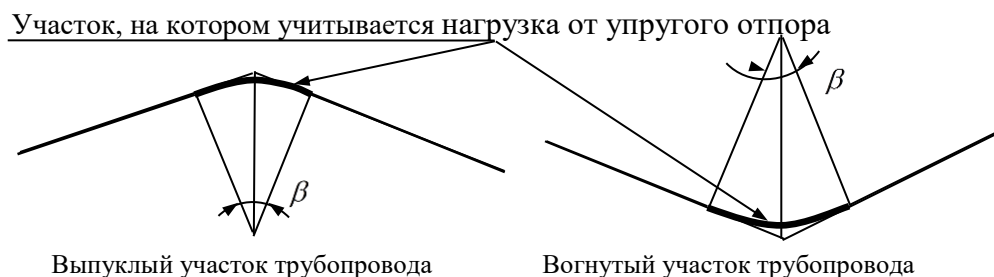 Участок, на котором учитывается нагрузка от упругого отпора
β
β
Выпуклый участок трубопровода
Вогнутый участок трубопровода